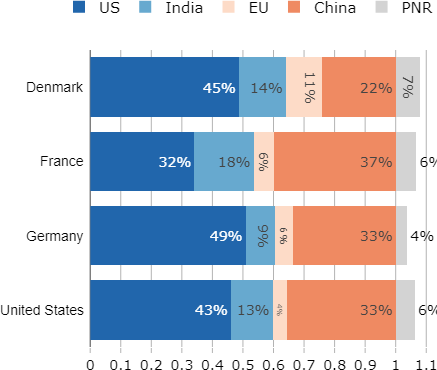 US India EU China PNR
Denmark 45% 14% 11% 22% 7%
France 32% 18% 6% 37% 6%
Germany 49% 9% 6% 33% 4%
United States 43% 13% 4% 33% 6%
0 0.1 0.2 0.3 0.4 0.5 0.6 0.7 0.8 0.9 1 1.1